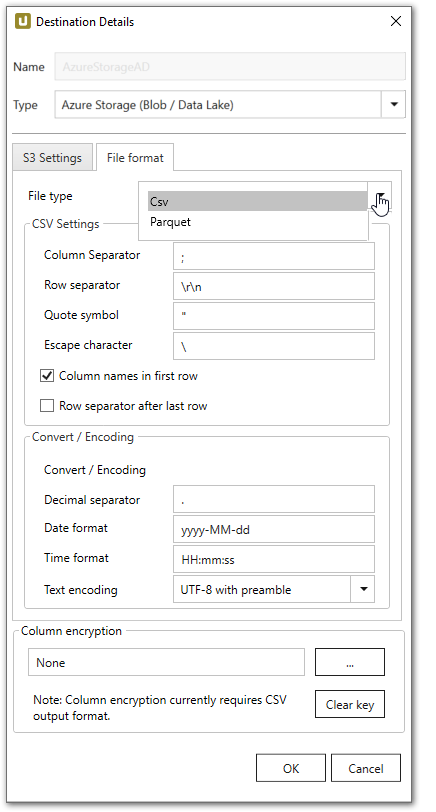 Destination Details
Name AzureStorageAD
Type Azure Storage (Blob / Data Lake)
S3 Settings File format
File type
Csv
Parquet
CSV Settings
Column Separator ;
Row separator \r\n
Quote symbol "
Escape character \
Column names in first row
Row separator after last row
Convert / Encoding
Convert / Encoding
Decimal separator .
Date format yyyy-MM-dd
Time format HH:mm:ss
Text encoding UTF-8 with preamble
Column encryption
None ...
Note: Column encryption currently requires CSV
output format.
Clear key
OK Cancel